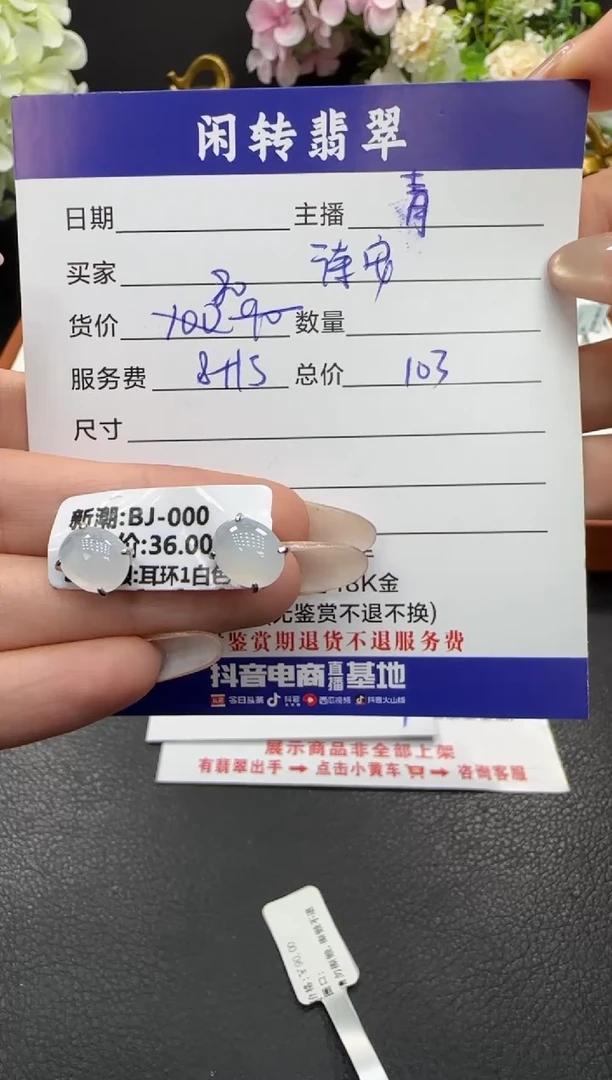 闲转翡翠
日期 主播 青
买家 诗安
80
货价 100 90 数量
服务费 8+15 总价 103
尺寸
新潮:BJ-000
价:36.00
:耳环1白色
18K金
无鉴赏不退不换)
鉴赏期退货不退服务费
抖音电商直播基地
今日头条 抖音 西瓜视频 抖音火山版
展示商品非全部上架
有翡翠出手 → 点击小黄车 → 咨询客服